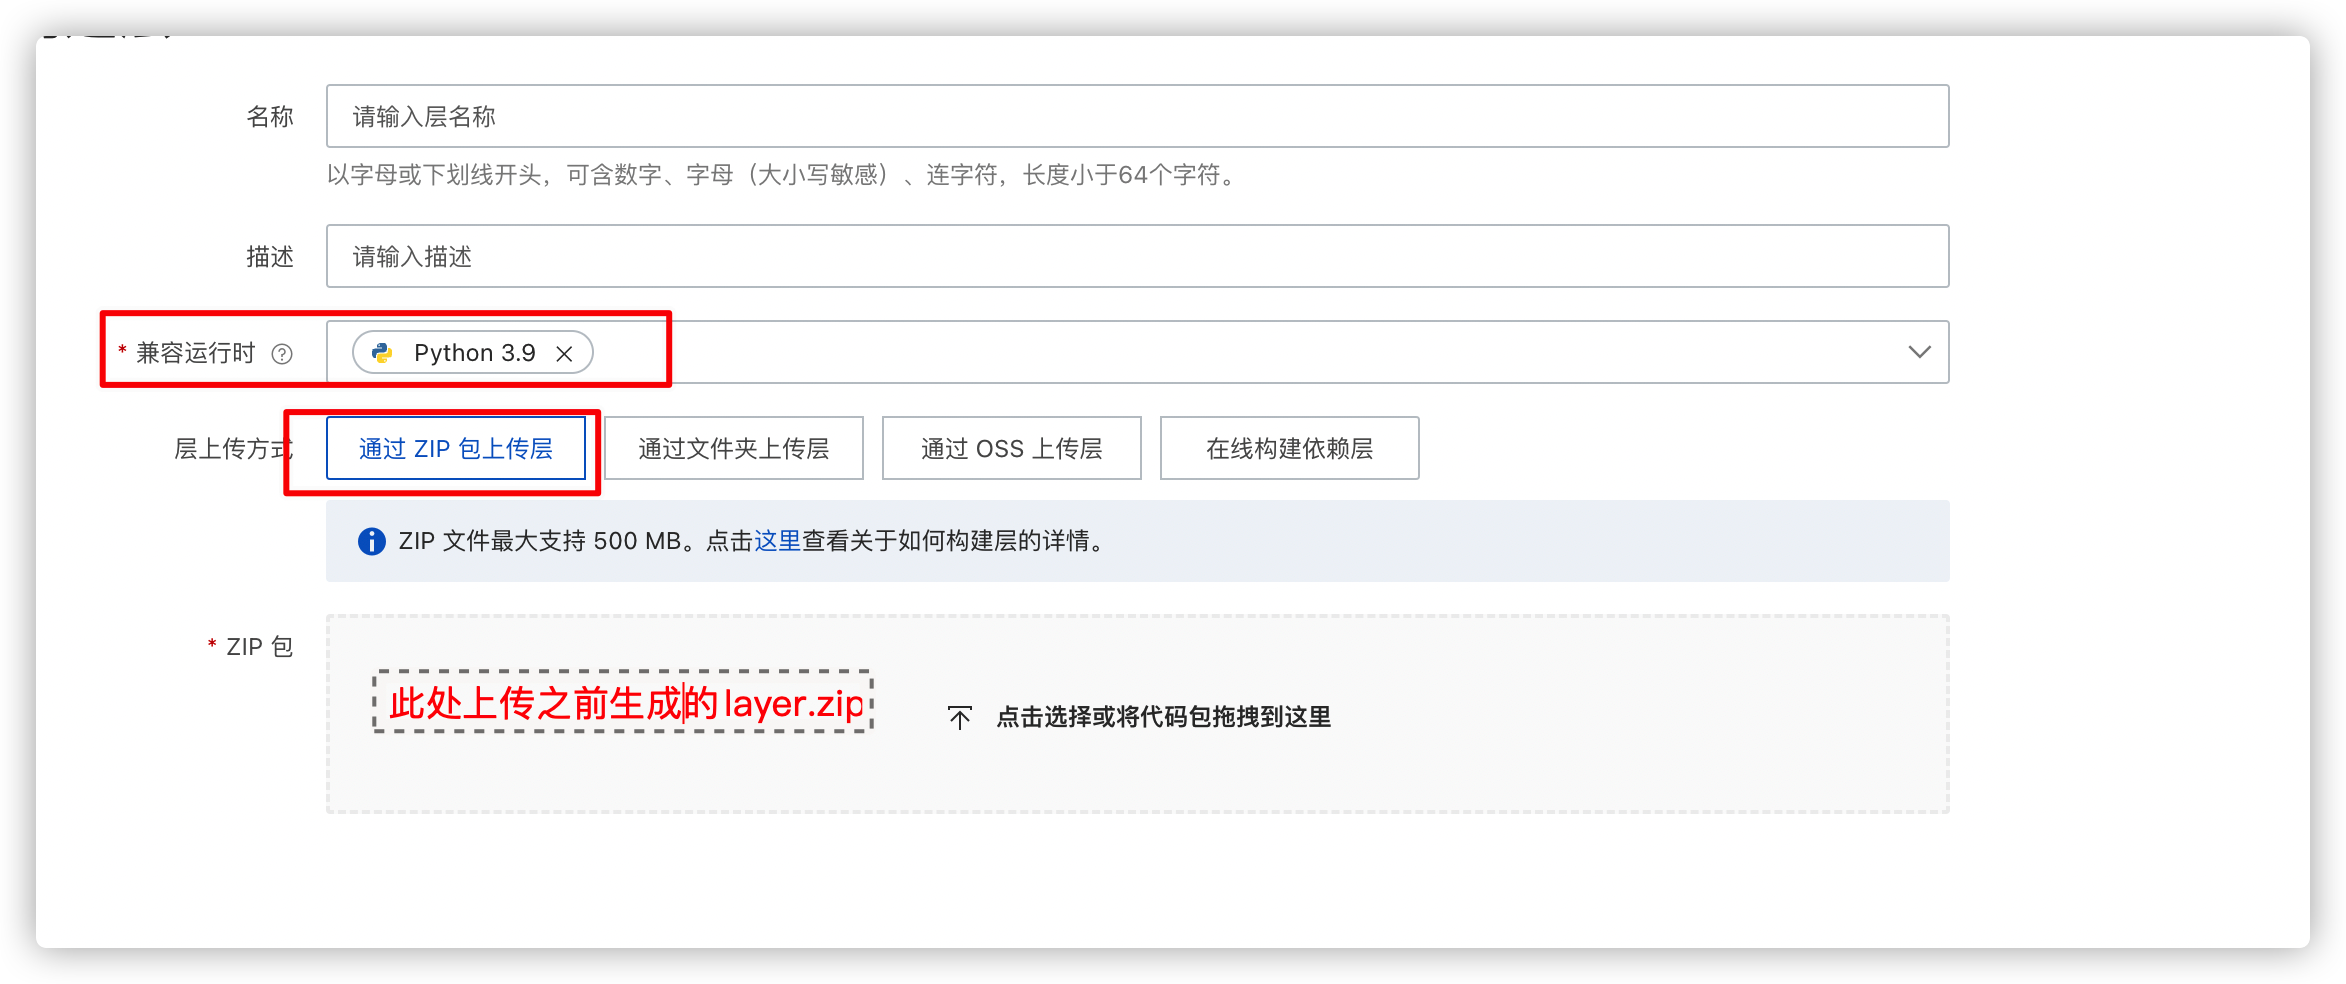 名称
请输入层名称
以字母或下划线开头，可含数字、字母（大小写敏感）、连字符，长度小于64个字符。
描述
请输入描述
* 兼容运行时 ?
Python 3.9 ×
层上传方式
通过 ZIP 包上传层
通过文件夹上传层
通过 OSS 上传层
在线构建依赖层
ZIP 文件最大支持 500 MB。点击这里查看关于如何构建层的详情。
* ZIP 包
此处上传之前生成的layer.zip
点击选择或将代码包拖拽到这里